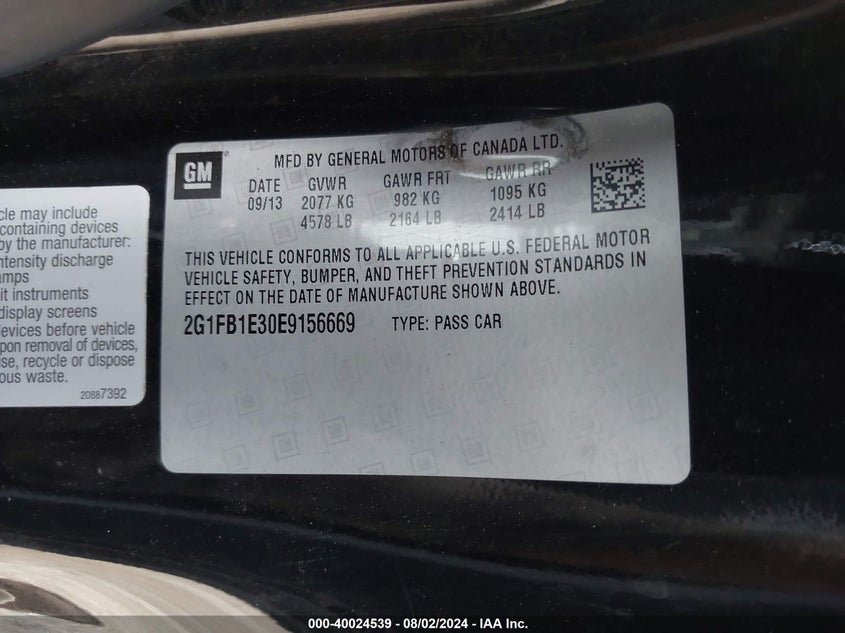 cle may include
containing devices
by the manufacturer:
ntensity discharge
amps
it instruments
display screens
devices before vehicle
pon removal of devices,
se, recycle or dispose
ous waste.
20887392
GM
MFD BY GENERAL MOTORS OF CANADA LTD.
DATE GVWR GAWR FRT GAWR RR
09/13 2077 KG 982 KG 1095 KG
4578 LB 2164 LB 2414 LB
THIS VEHICLE CONFORMS TO ALL APPLICABLE U.S. FEDERAL MOTOR
VEHICLE SAFETY, BUMPER, AND THEFT PREVENTION STANDARDS IN
EFFECT ON THE DATE OF MANUFACTURE SHOWN ABOVE.
2G1FB1E30E9156669 TYPE: PASS CAR
000-40024539 - 08/02/2024 - IAA Inc.